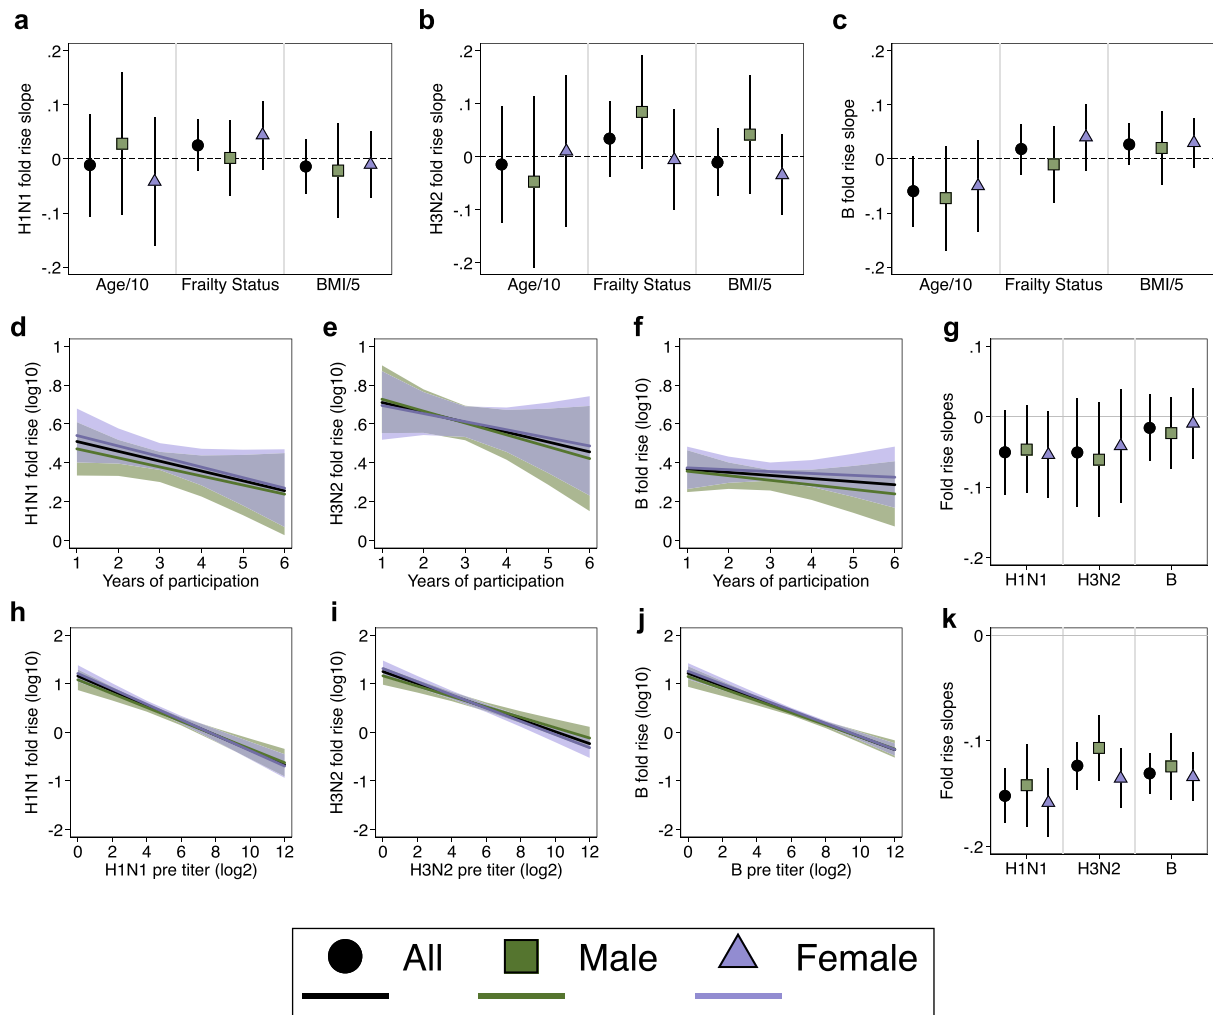 a
b
c
H1N1 fold rise slope
.2
.1
0
-.1
-.2
Age/10 Frailty Status BMI/5
H3N2 fold rise slope
.2
.1
0
-.1
-.2
Age/10 Frailty Status BMI/5
B fold rise slope
.2
.1
0
-.1
-.2
Age/10 Frailty Status BMI/5
d
e
f
g
H1N1 fold rise (log10)
1
.8
.6
.4
.2
0
1 2 3 4 5 6
Years of participation
H3N2 fold rise (log10)
1
.8
.6
.4
.2
0
1 2 3 4 5 6
Years of participation
B fold rise (log10)
1
.8
.6
.4
.2
0
1 2 3 4 5 6
Years of participation
Fold rise slopes
.1
0
-.1
-.2
H1N1 H3N2 B
h
i
j
k
H1N1 fold rise (log10)
2
1
0
-1
-2
0 2 4 6 8 10 12
H1N1 pre titer (log2)
H3N2 fold rise (log10)
2
1
0
-1
-2
0 2 4 6 8 10 12
H3N2 pre titer (log2)
B fold rise (log10)
2
1
0
-1
-2
0 2 4 6 8 10 12
B pre titer (log2)
Fold rise slopes
0
-.1
-.2
H1N1 H3N2 B
All Male Female